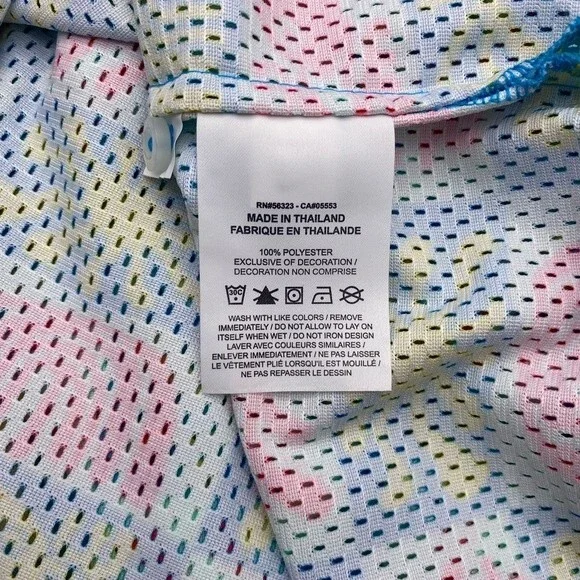 RN#56323 - CA#05553
MADE IN THAILAND
FABRIQUE EN THAILANDE
100% POLYESTER
EXCLUSIVE OF DECORATION /
DECORATION NON COMPRISE
WASH WITH LIKE COLORS / REMOVE
IMMEDIATELY / DO NOT ALLOW TO LAY ON
ITSELF WHEN WET / DO NOT IRON DESIGN
LAVER AVEC COULEURS SIMILAIRES /
ENLEVER IMMEDIATEMENT / NE PAS LAISSER
LE VÊTEMENT PLIÉ LORSQU'IL EST MOUILLÉ /
NE PAS REPASSER LE DESSIN